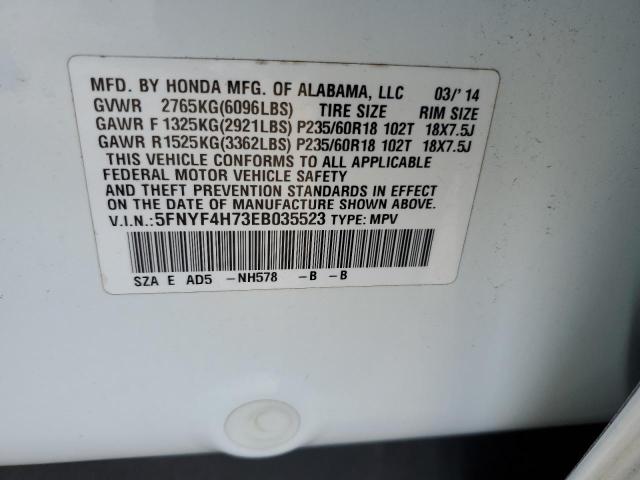 MFD. BY HONDA MFG. OF ALABAMA, LLC 03/'14
GVWR 2765KG(6096LBS) TIRE SIZE RIM SIZE
GAWR F 1325KG(2921LBS) P235/60R18 102T 18X7.5J
GAWR R1525KG(3362LBS) P235/60R18 102T 18X7.5J
THIS VEHICLE CONFORMS TO ALL APPLICABLE
FEDERAL MOTOR VEHICLE SAFETY
AND THEFT PREVENTION STANDARDS IN EFFECT
ON THE DATE OF MANUFACTURE SHOWN ABOVE.
V.I.N.: 5FNYF4H73EB035523 TYPE: MPV
SZA E AD5 -NH578 -B -B